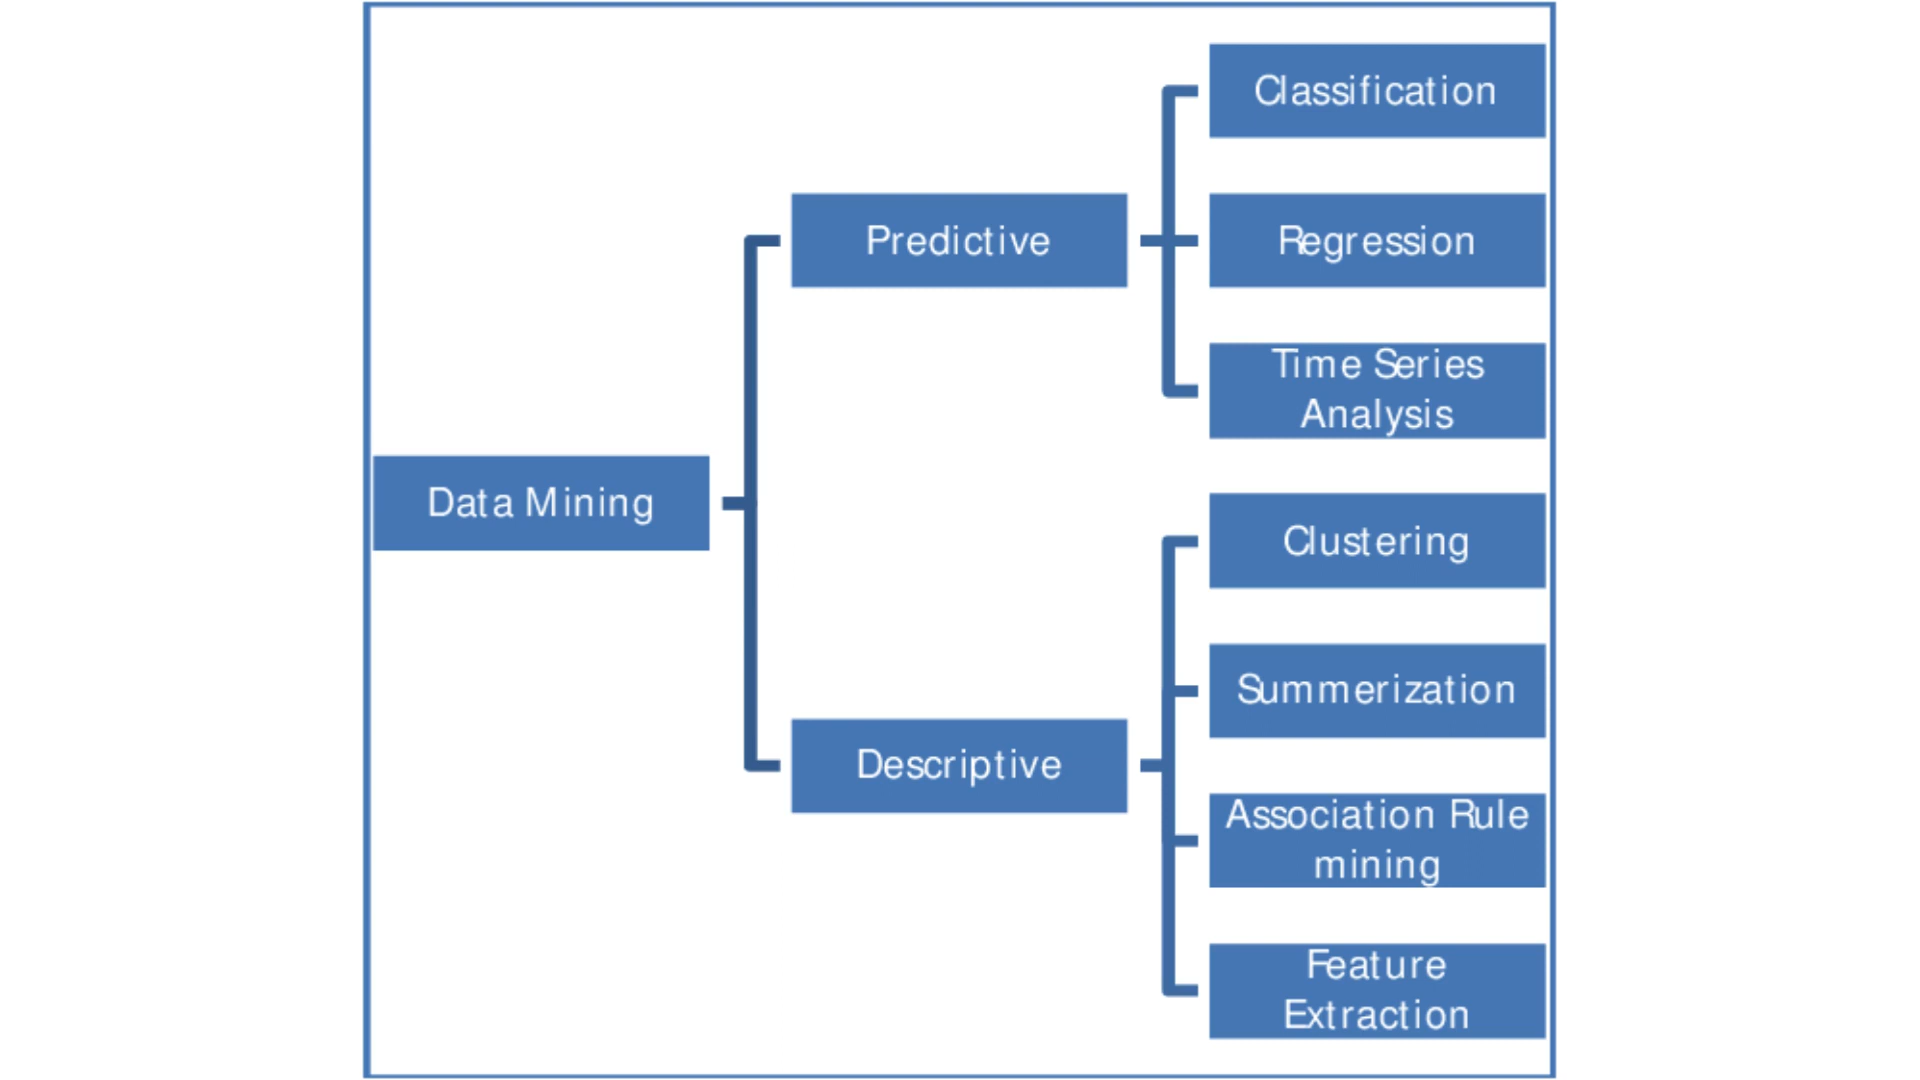 Classification
Predictive
Regression
Time Series
Analysis
Data Mining
Clustering
Summerization
Descriptive
Association Rule
mining
Feature
Extraction